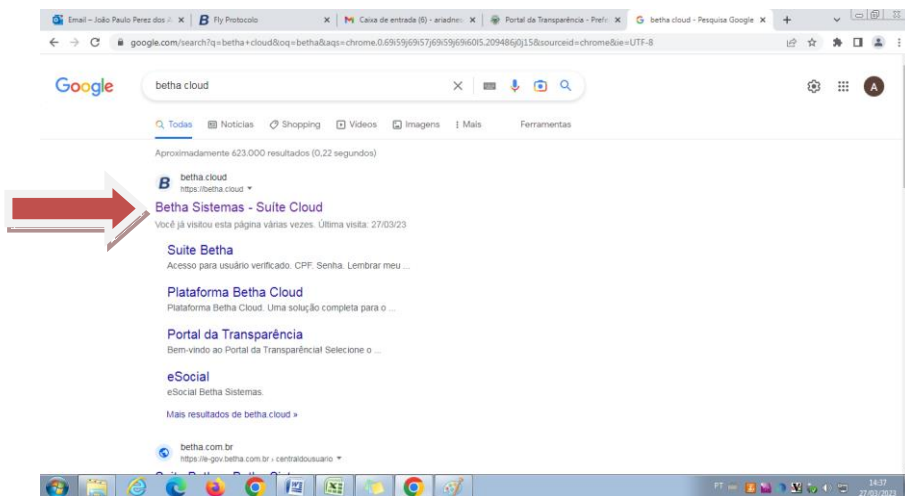 Email – João Paulo Perez dos
Fly Protocolo
Caixa de entrada (6) - ariadne
Portal da Transparência - Prefe
betha cloud - Pesquisa Google
google.com/search?q=betha+cloud&oq=betha&aqs=chrome.0.69i59j69i57j69i59j69i60l5.209486j0j15&sourceid=chrome&ie=UTF-8
Google
betha cloud
A
Todas Notícias Shopping Vídeos Imagens Mais Ferramentas
Aproximadamente 623.000 resultados (0,22 segundos)
B
betha.cloud
https://betha.cloud
Betha Sistemas - Suíte Cloud
Você já visitou esta página várias vezes. Última visita: 27/03/23
Suite Betha
Acesso para usuário verificado. CPF. Senha. Lembrar meu ...
Plataforma Betha Cloud
Plataforma Betha Cloud. Uma solução completa para o ...
Portal da Transparência
Bem-vindo ao Portal da Transparência! Selecione o ...
eSocial
eSocial Betha Sistemas.
Mais resultados de betha.cloud »
betha.com.br
https://e-gov.betha.com.br › centraldousuario
PT
14:37
27/03/2023